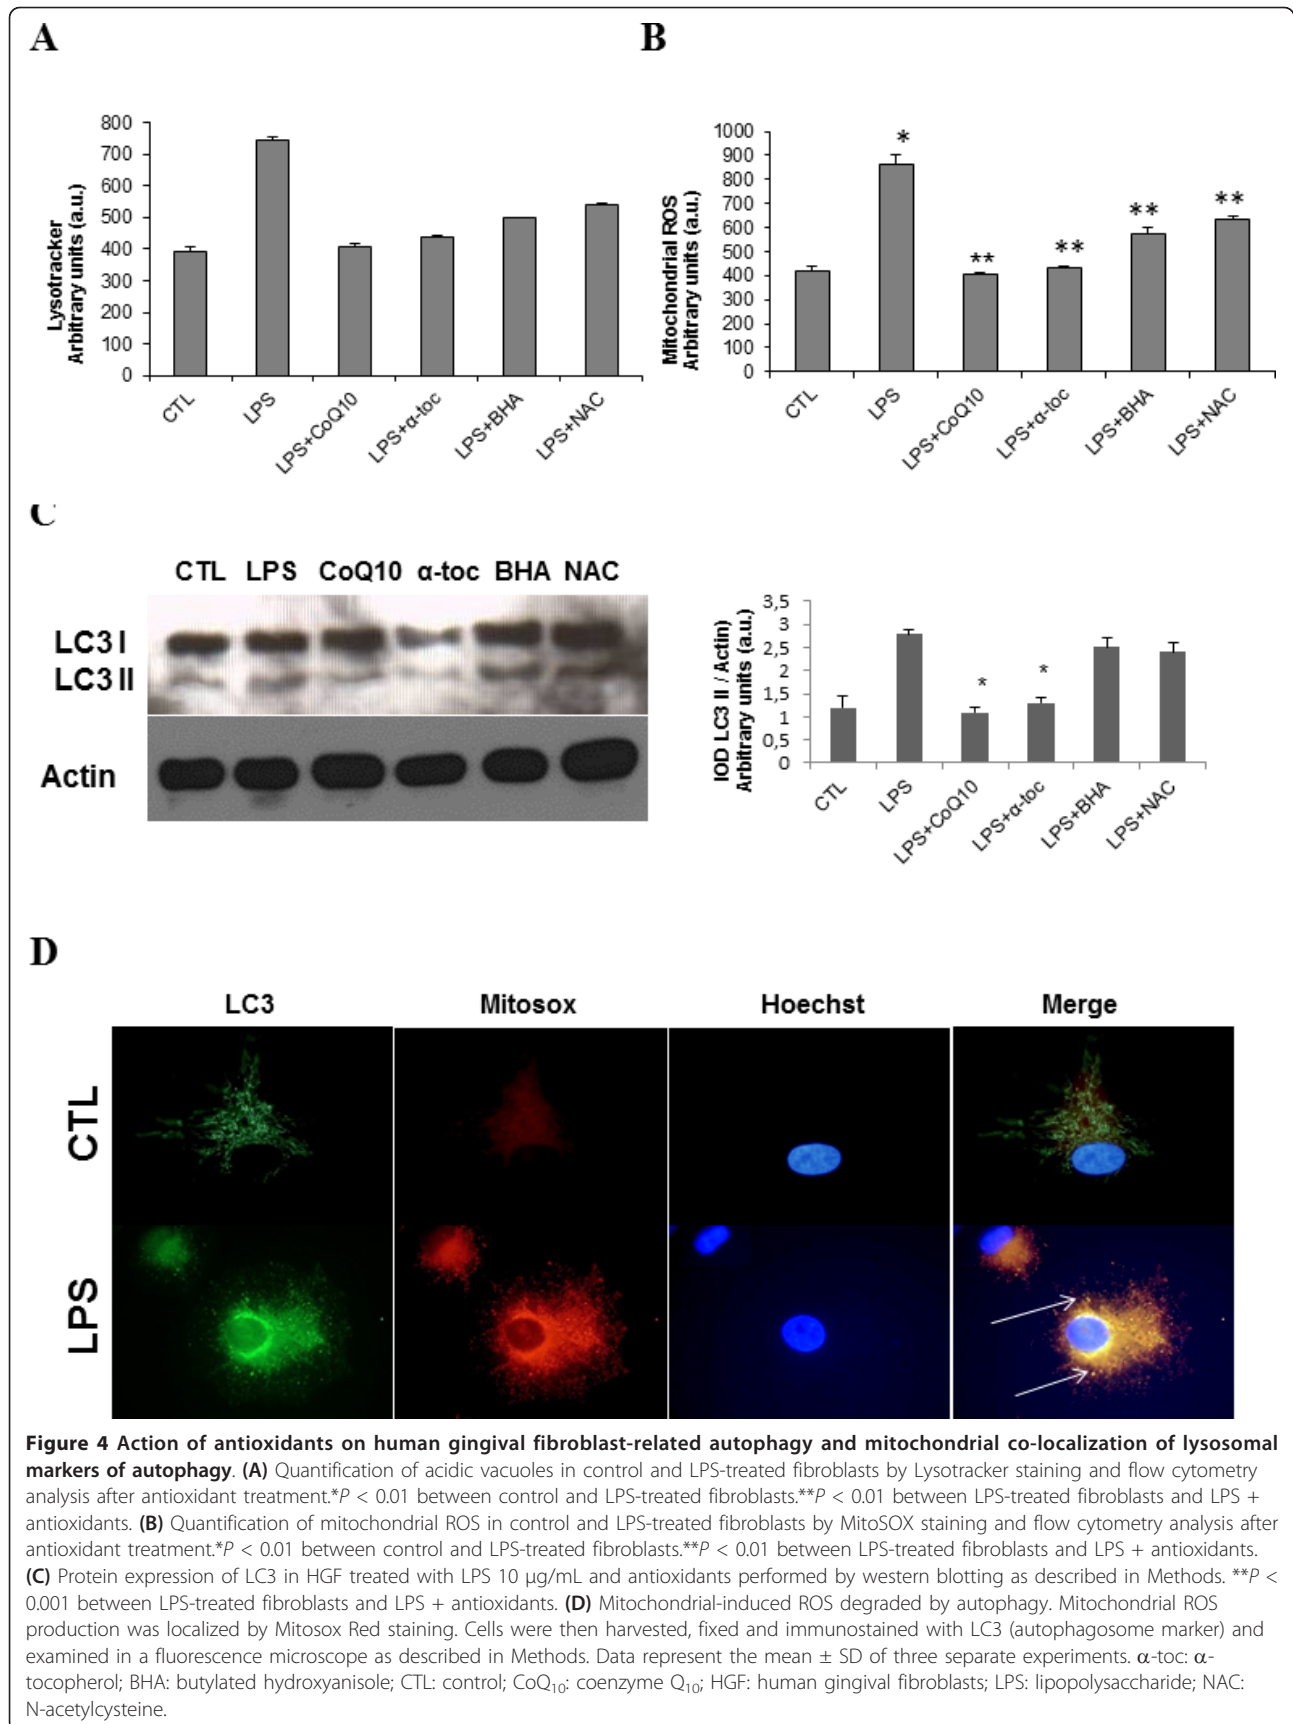 A
B
800
700
600
500
400
300
200
100
0
Lysotracker
Arbitrary units (a.u.)
CTL
LPS
LPS+CoQ10
LPS+α-toc
LPS+BHA
LPS+NAC
1000
900
800
700
600
500
400
300
200
100
0
Mitochondrial ROS
Arbitrary units (a.u.)
*
**
**
**
**
CTL
LPS
LPS+CoQ10
LPS+α-toc
LPS+BHA
LPS+NAC
C
CTL LPS CoQ10 α-toc BHA NAC
LC3 I
LC3 II
Actin
3,5
3
2,5
2
1,5
1
0,5
0
IOD LC3 II / Actin)
Arbitrary units (a.u.)
*
*
CTL
LPS
LPS+CoQ10
LPS+α-toc
LPS+BHA
LPS+NAC
D
LC3 Mitosox Hoechst Merge
CTL
LPS
Figure 4 Action of antioxidants on human gingival fibroblast-related autophagy and mitochondrial co-localization of lysosomal
markers of autophagy. (A) Quantification of acidic vacuoles in control and LPS-treated fibroblasts by Lysotracker staining and flow cytometry
analysis after antioxidant treatment.*P < 0.01 between control and LPS-treated fibroblasts.**P < 0.01 between LPS-treated fibroblasts and LPS +
antioxidants. (B) Quantification of mitochondrial ROS in control and LPS-treated fibroblasts by MitoSOX staining and flow cytometry analysis after
antioxidant treatment.*P < 0.01 between control and LPS-treated fibroblasts.**P < 0.01 between LPS-treated fibroblasts and LPS + antioxidants.
(C) Protein expression of LC3 in HGF treated with LPS 10 μg/mL and antioxidants performed by western blotting as described in Methods. **P <
0.001 between LPS-treated fibroblasts and LPS + antioxidants. (D) Mitochondrial-induced ROS degraded by autophagy. Mitochondrial ROS
production was localized by Mitosox Red staining. Cells were then harvested, fixed and immunostained with LC3 (autophagosome marker) and
examined in a fluorescence microscope as described in Methods. Data represent the mean ± SD of three separate experiments. α-toc: α-
tocopherol; BHA: butylated hydroxyanisole; CTL: control; CoQ10: coenzyme Q10; HGF: human gingival fibroblasts; LPS: lipopolysaccharide; NAC:
N-acetylcysteine.